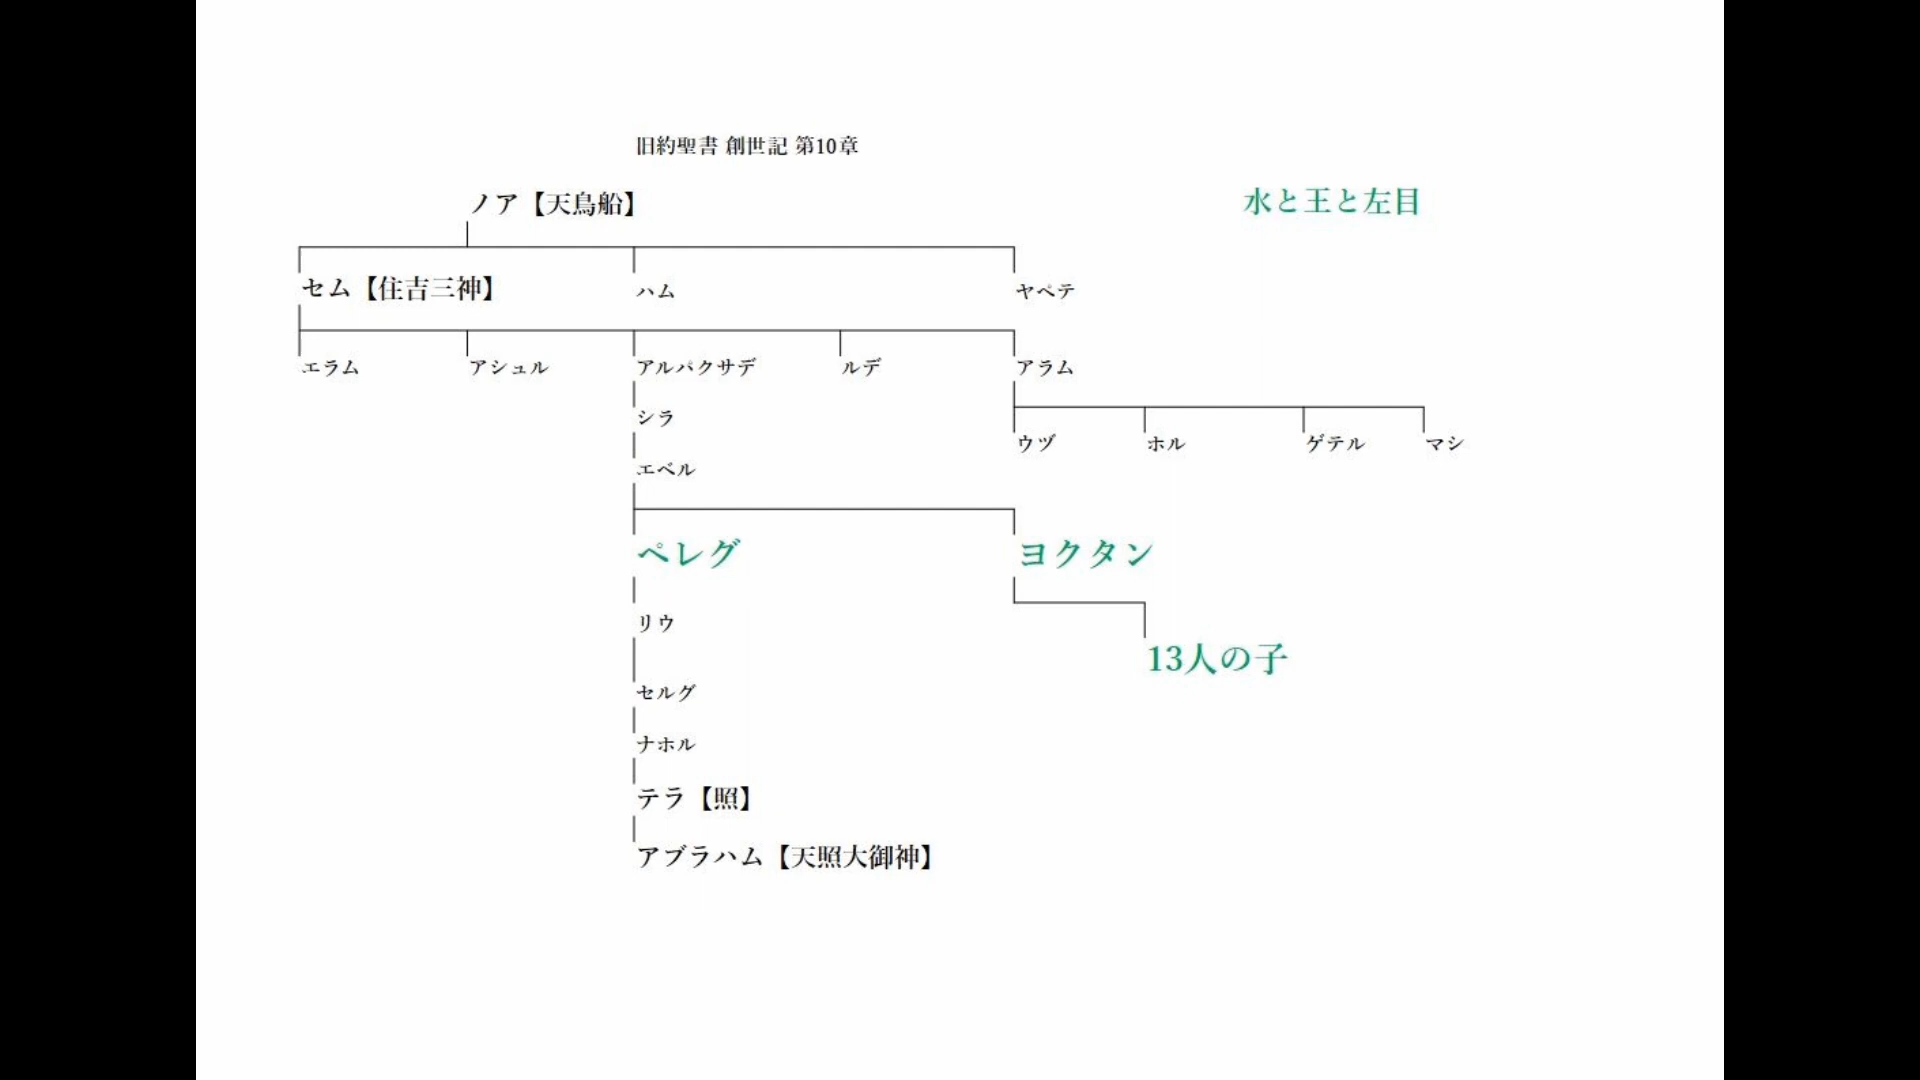 旧約聖書 創世記 第10章
ノア【天鳥船】
水と王と左目
セム【住吉三神】
ハム
ヤペテ
エラム
アシュル
アルパクサデ
ルデ
アラム
シラ
ウヅ
ホル
ゲテル
マシ
エベル
ペレグ
ヨクタン
リウ
13人の子
セルグ
ナホル
テラ【照】
アブラハム【天照大御神】